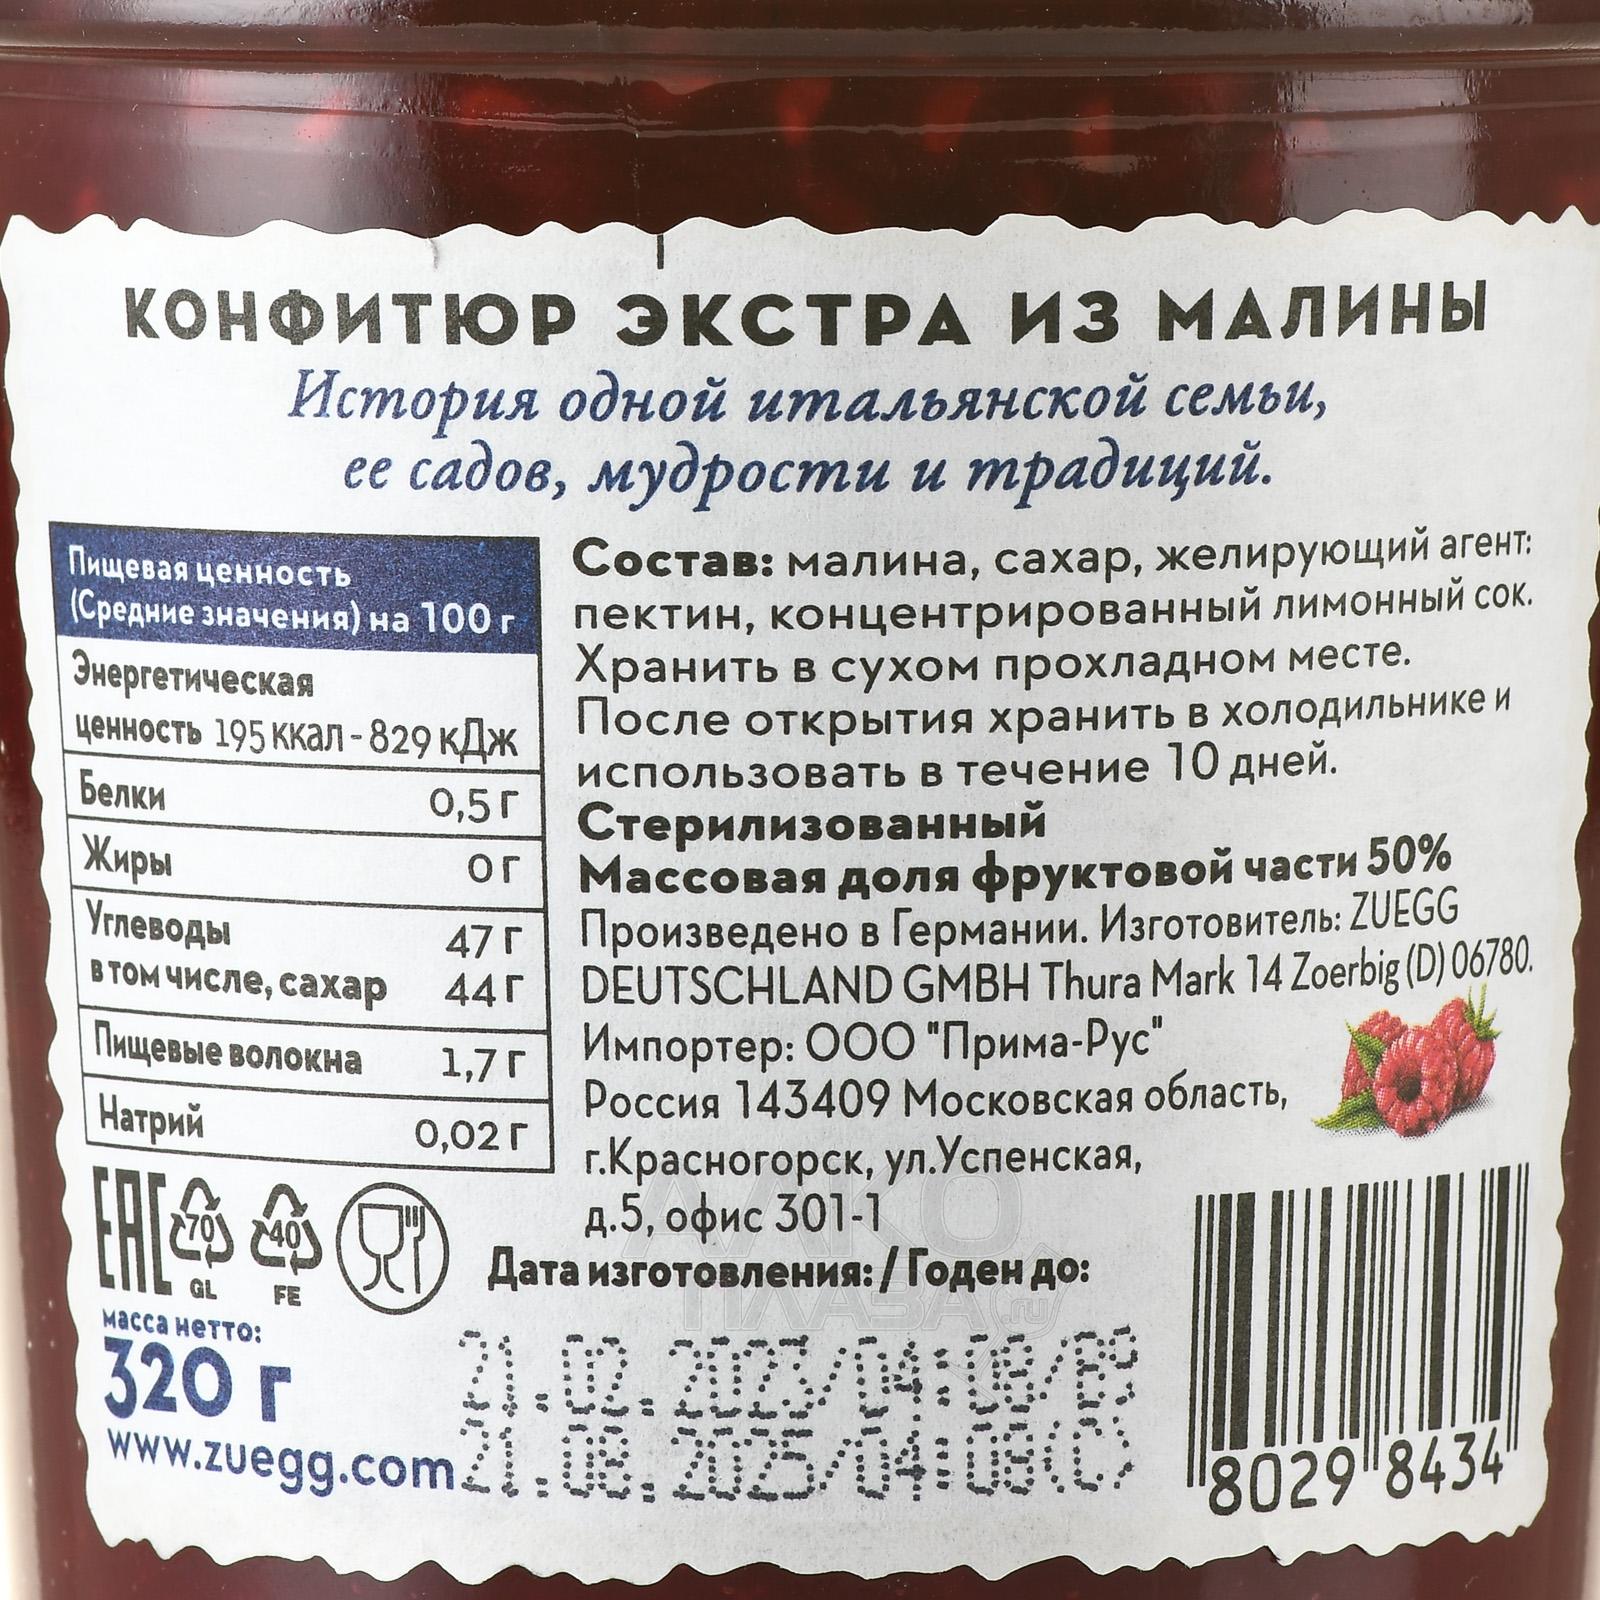 КОНФИТЮР ЭКСТРА ИЗ МАЛИНЫ
История одной итальянской семьи,
ее садов, мудрости и традиций.
Пищевая ценность
(Средние значения) на 100 г
Энергетическая
ценность 195 ккал - 829 кДж
Белки 0,5 г
Жиры 0 г
Углеводы 47 г
в том числе, сахар 44 г
Пищевые волокна 1,7 г
Натрий 0,02 г
Состав: малина, сахар, желирующий агент:
пектин, концентрированный лимонный сок.
Хранить в сухом прохладном месте.
После открытия хранить в холодильнике и
использовать в течение 10 дней.
Стерилизованный
Массовая доля фруктовой части 50%
Произведено в Германии. Изготовитель: ZUEGG
DEUTSCHLAND GMBH Thura Mark 14 Zoerbig (D) 06780.
Импортер: ООО "Прима-Рус"
Россия 143409 Московская область,
г.Красногорск, ул.Успенская,
д.5, офис 301-1
Дата изготовления: / Годен до:
21.02.2023/04:08/B9
21.08.2025/04:08(C)
EAC
70
GL
40
FE
масса нетто:
320 г
www.zuegg.com
8029 8434
АЛКО
ПЛАЗА
.ru